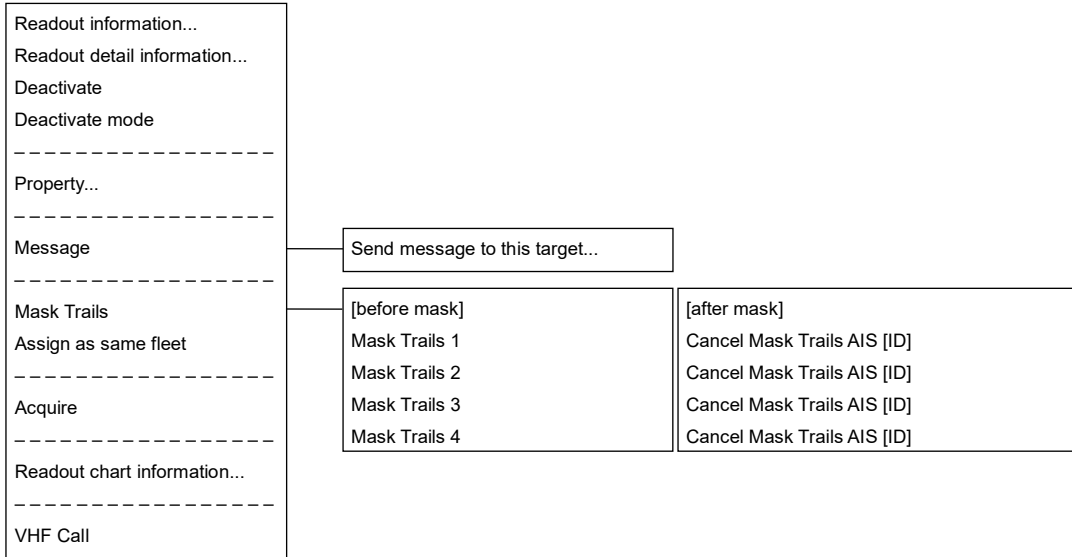 Readout information...
Readout detail information...
Deactivate
Deactivate mode
Property...
Message
Send message to this target...
Mask Trails
Assign as same fleet
[before mask]
Mask Trails 1
Mask Trails 2
Mask Trails 3
Mask Trails 4
[after mask]
Cancel Mask Trails AIS [ID]
Cancel Mask Trails AIS [ID]
Cancel Mask Trails AIS [ID]
Cancel Mask Trails AIS [ID]
Acquire
Readout chart information...
VHF Call